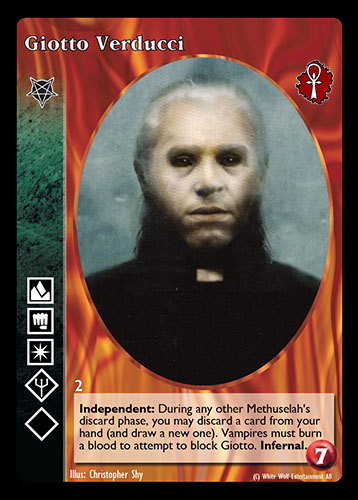 Giotto Verducci
2
Independent: During any other Methuselah's
discard phase, you may discard a card from your
hand (and draw a new one). Vampires must burn
a blood to attempt to block Giotto. Infernal.
7
Illus: Christopher Shy
(C) White Wolf Entertainment AB